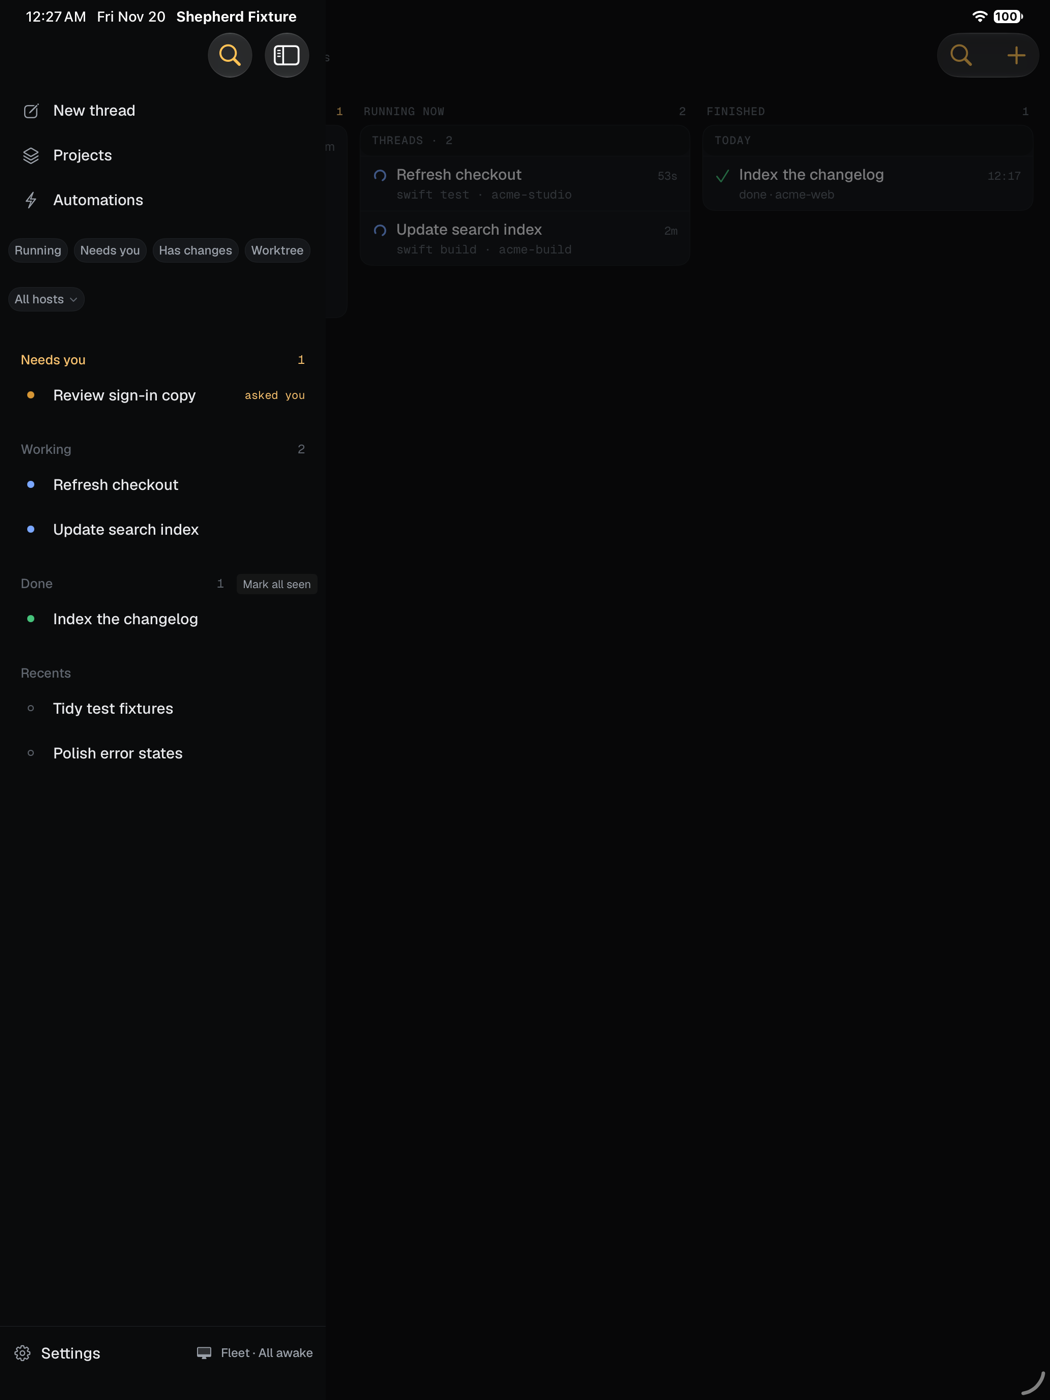 12:27 AM Fri Nov 20 Shepherd Fixture
100
New thread
Projects
Automations
Running Needs you Has changes Worktree
All hosts
Needs you 1
Review sign-in copy asked you
Working 2
Refresh checkout
Update search index
Done 1 Mark all seen
Index the changelog
Recents
Tidy test fixtures
Polish error states
Settings Fleet · All awake
s
1
m
RUNNING NOW 2
THREADS · 2
Refresh checkout 53s
swift test · acme-studio
Update search index 2m
swift build · acme-build
FINISHED 1
TODAY
Index the changelog 12:17
done · acme-web